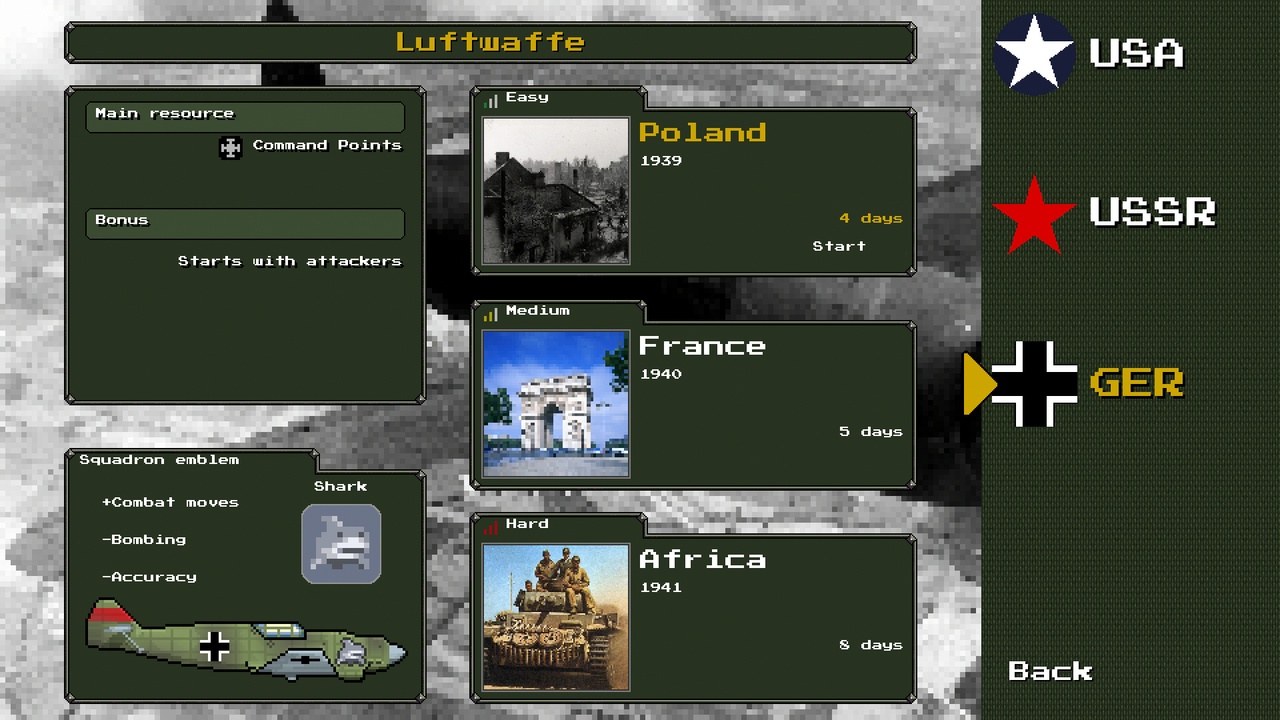 Luftwaffe
Main resource
Command Points
Bonus
Starts with attackers
Squadron emblem
Shark
+Combat moves
-Bombing
-Accuracy
Easy
Poland
1939
4 days
Start
Medium
France
1940
5 days
Hard
Africa
1941
8 days
USA
USSR
GER
Back